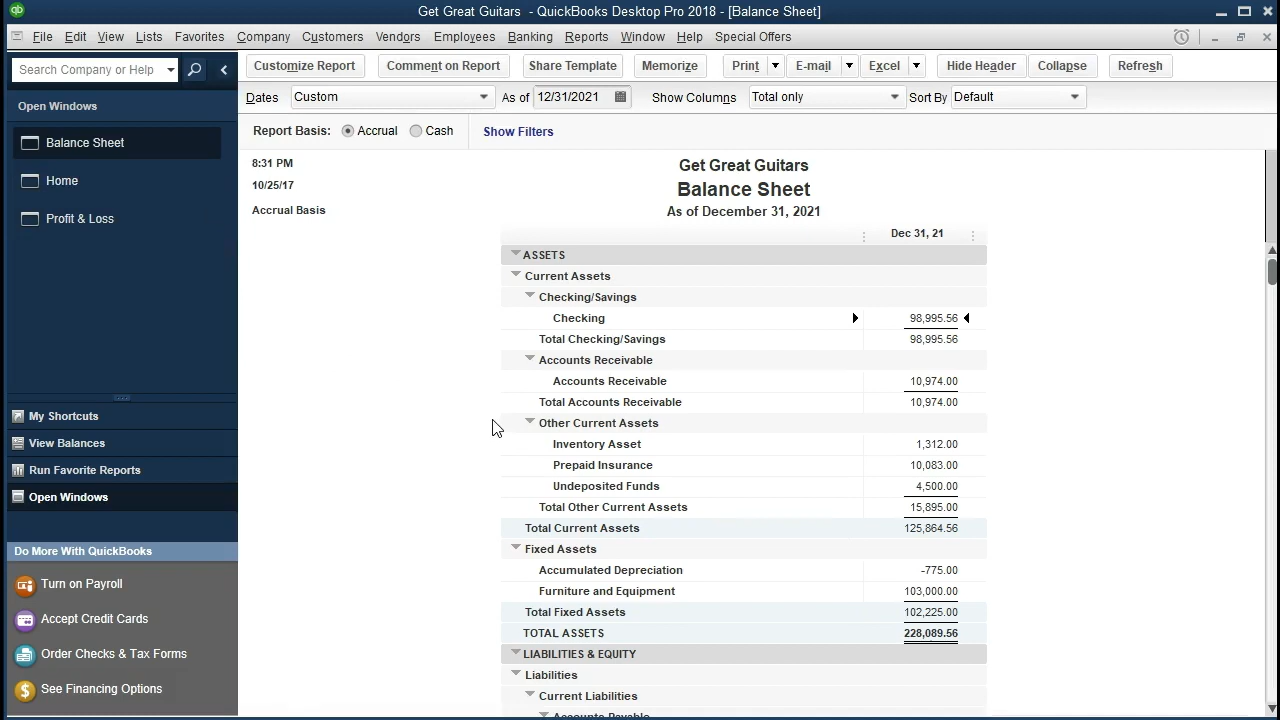 qb
Get Great Guitars - QuickBooks Desktop Pro 2018 - [Balance Sheet]
File Edit View Lists Favorites Company Customers Vendors Employees Banking Reports Window Help Special Offers
Search Company or Help
Customize Report Comment on Report Share Template Memorize Print E-mail Excel Hide Header Collapse Refresh
Dates Custom As of 12/31/2021 Show Columns Total only Sort By Default
Report Basis: Accrual Cash Show Filters
Open Windows
Balance Sheet
Home
Profit & Loss
My Shortcuts
View Balances
Run Favorite Reports
Open Windows
Do More With QuickBooks
Turn on Payroll
Accept Credit Cards
Order Checks & Tax Forms
$ See Financing Options
8:31 PM
10/25/17
Accrual Basis
Get Great Guitars
Balance Sheet
As of December 31, 2021
Dec 31, 21
ASSETS
Current Assets
Checking/Savings
Checking 98,995.56
Total Checking/Savings 98,995.56
Accounts Receivable
Accounts Receivable 10,974.00
Total Accounts Receivable 10,974.00
Other Current Assets
Inventory Asset 1,312.00
Prepaid Insurance 10,083.00
Undeposited Funds 4,500.00
Total Other Current Assets 15,895.00
Total Current Assets 125,864.56
Fixed Assets
Accumulated Depreciation -775.00
Furniture and Equipment 103,000.00
Total Fixed Assets 102,225.00
TOTAL ASSETS 228,089.56
LIABILITIES & EQUITY
Liabilities
Current Liabilities
Accounts Payable